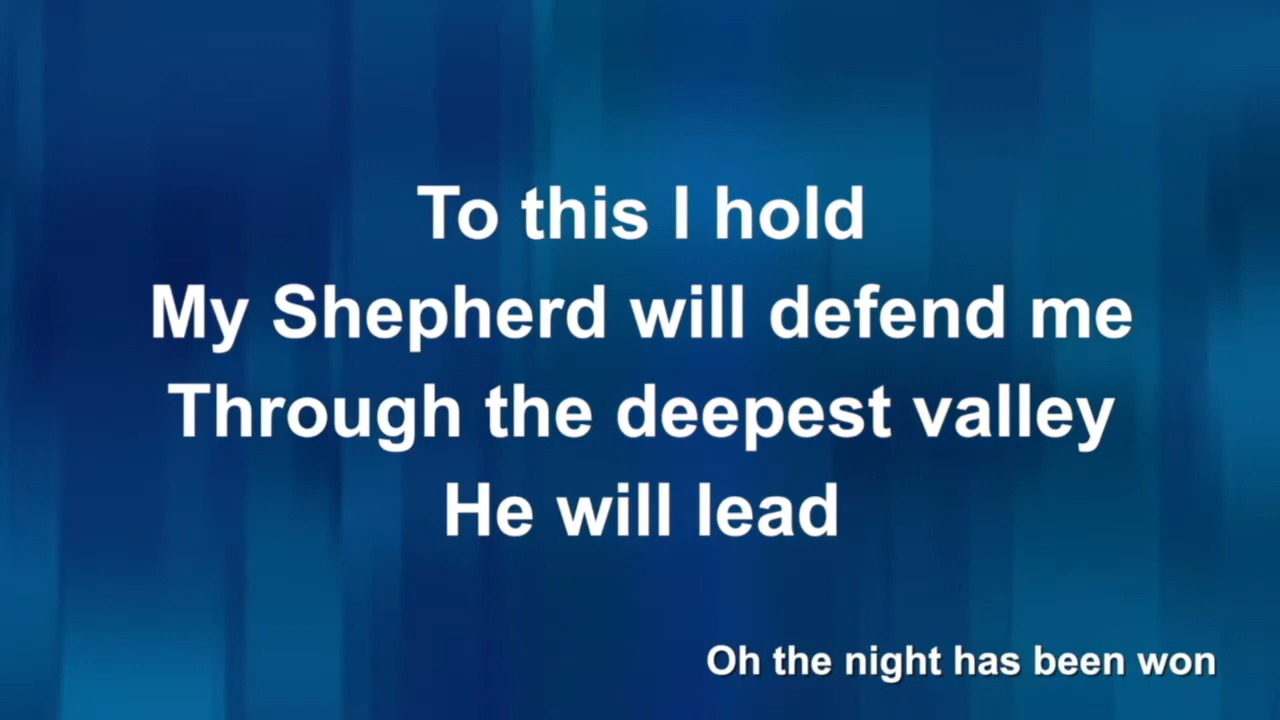 To this I hold
My Shepherd will defend me
Through the deepest valley
He will lead
Oh the night has been won